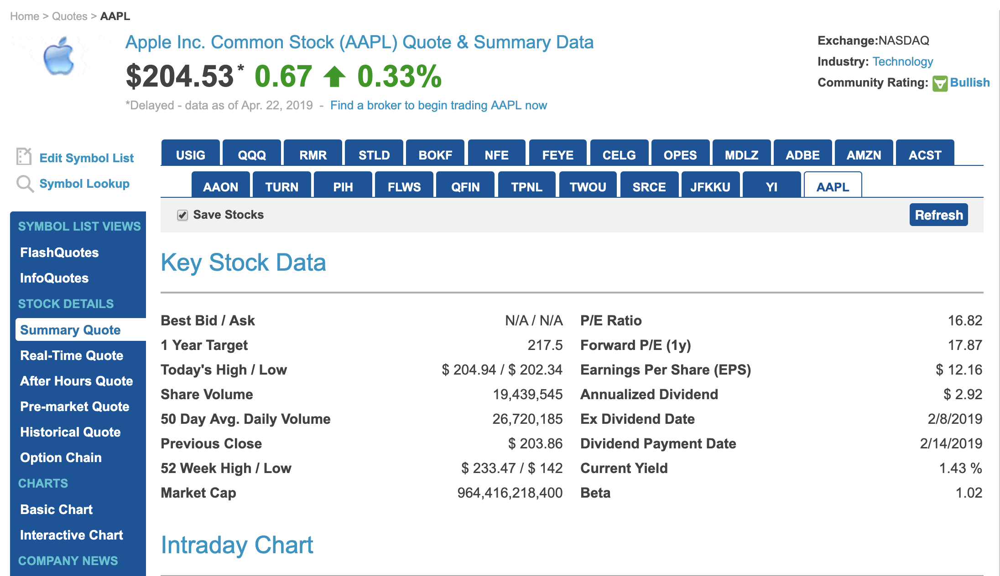 Home > Quotes > AAPL
Apple Inc. Common Stock (AAPL) Quote & Summary Data
$204.53* 0.67 0.33%
*Delayed - data as of Apr. 22, 2019 - Find a broker to begin trading AAPL now
Exchange:NASDAQ
Industry: Technology
Community Rating: Bullish
Edit Symbol List
Symbol Lookup
USIG QQQ RMR STLD BOKF NFE FEYE CELG OPES MDLZ ADBE AMZN ACST
AAON TURN PIH FLWS QFIN TPNL TWOU SRCE JFKKU YI AAPL
Save Stocks Refresh
SYMBOL LIST VIEWS
FlashQuotes
InfoQuotes
STOCK DETAILS
Summary Quote
Real-Time Quote
After Hours Quote
Pre-market Quote
Historical Quote
Option Chain
CHARTS
Basic Chart
Interactive Chart
COMPANY NEWS
Key Stock Data
Best Bid / Ask N/A / N/A P/E Ratio 16.82
1 Year Target 217.5 Forward P/E (1y) 17.87
Today's High / Low $ 204.94 / $ 202.34 Earnings Per Share (EPS) $ 12.16
Share Volume 19,439,545 Annualized Dividend $ 2.92
50 Day Avg. Daily Volume 26,720,185 Ex Dividend Date 2/8/2019
Previous Close $ 203.86 Dividend Payment Date 2/14/2019
52 Week High / Low $ 233.47 / $ 142 Current Yield 1.43 %
Market Cap 964,416,218,400 Beta 1.02
Intraday Chart